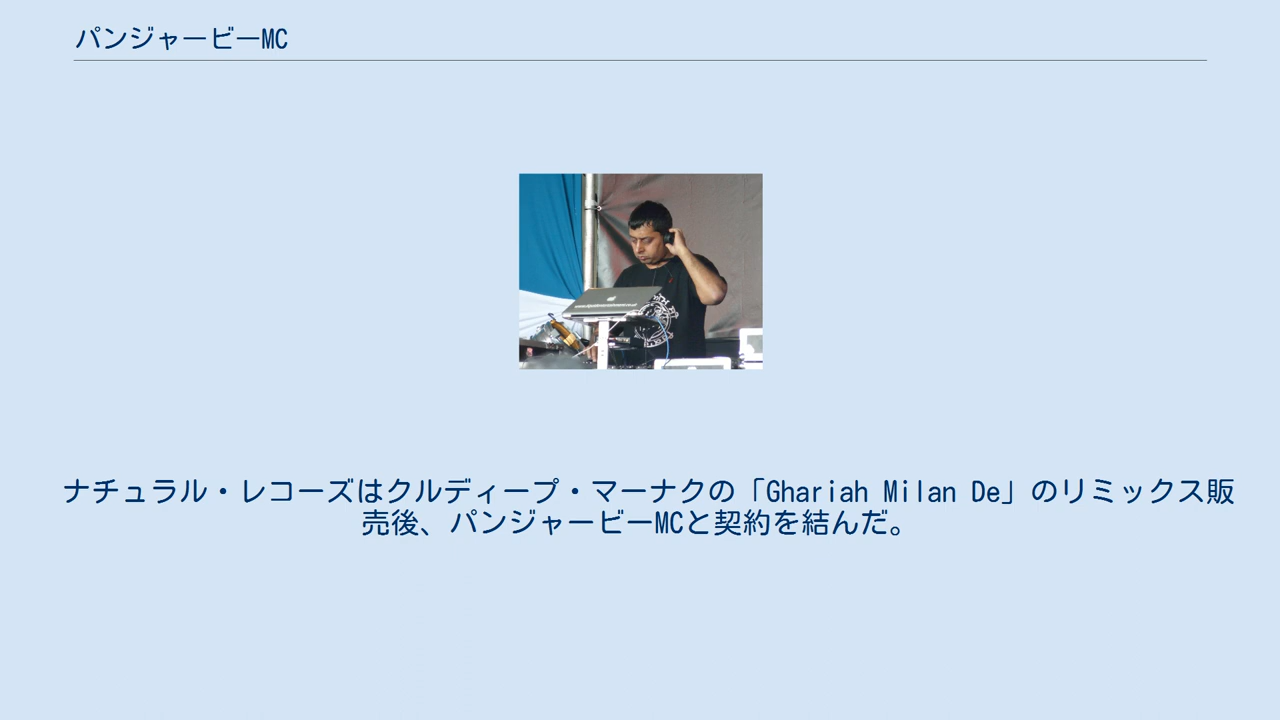 パンジャービーMC
ナチュラル・レコーズはクルディープ・マーナクの「Ghariah Milan De」のリミックス販
売後、パンジャービーMCと契約を結んだ。